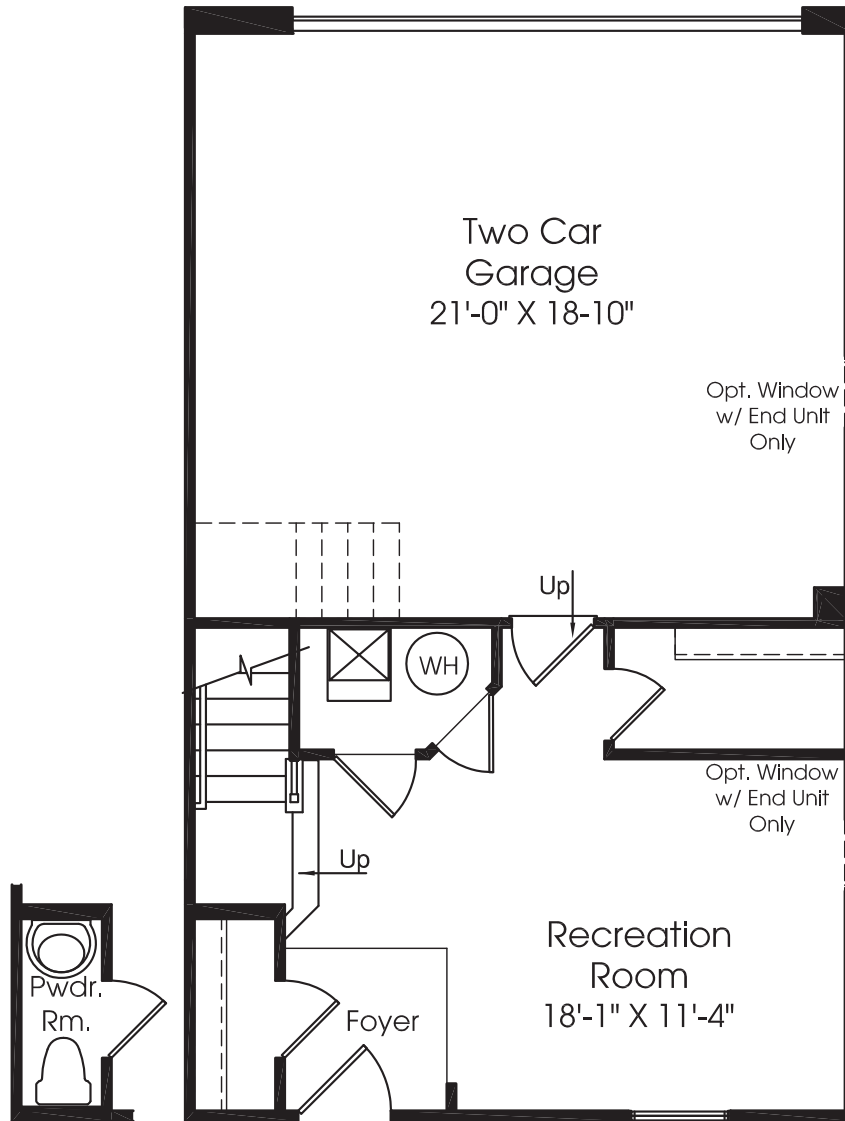 Two Car
Garage
21'-0" X 18-10"
Opt. Window
w/ End Unit
Only
Up
WH
Opt. Window
w/ End Unit
Only
Up
Recreation
Room
18'-1" X 11'-4"
Pwdr.
Rm.
Foyer